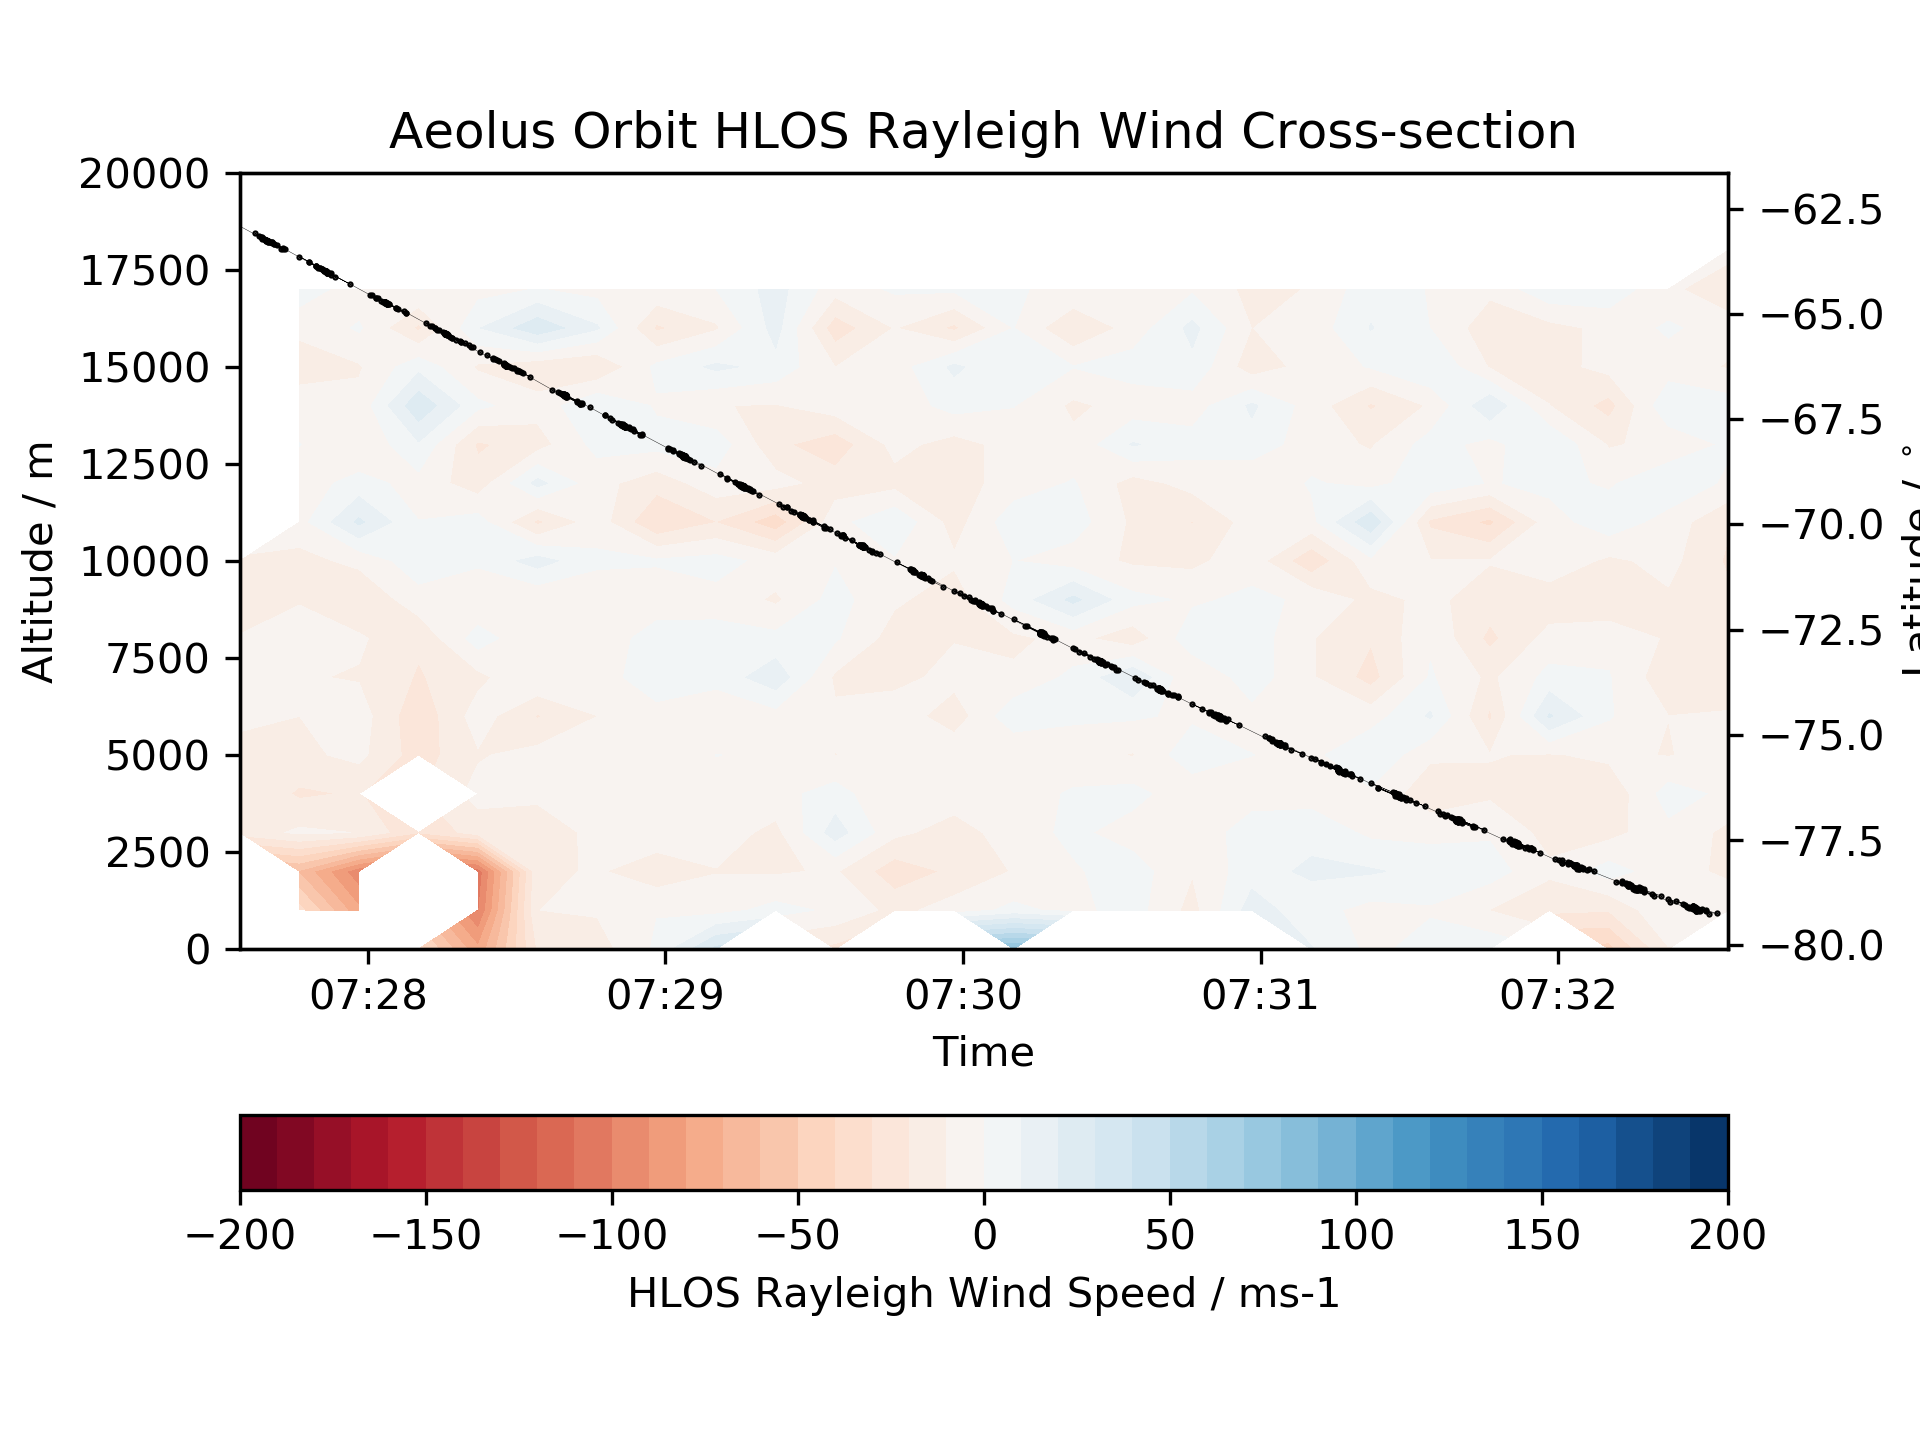 Aeolus Orbit HLOS Rayleigh Wind Cross-section
20000
17500
15000
12500
10000
7500
5000
2500
0
Altitude / m
−62.5
−65.0
−67.5
−70.0
−72.5
−75.0
−77.5
−80.0
Latitude / °
07:28 07:29 07:30 07:31 07:32
Time
−200 −150 −100 −50 0 50 100 150 200
HLOS Rayleigh Wind Speed / ms-1